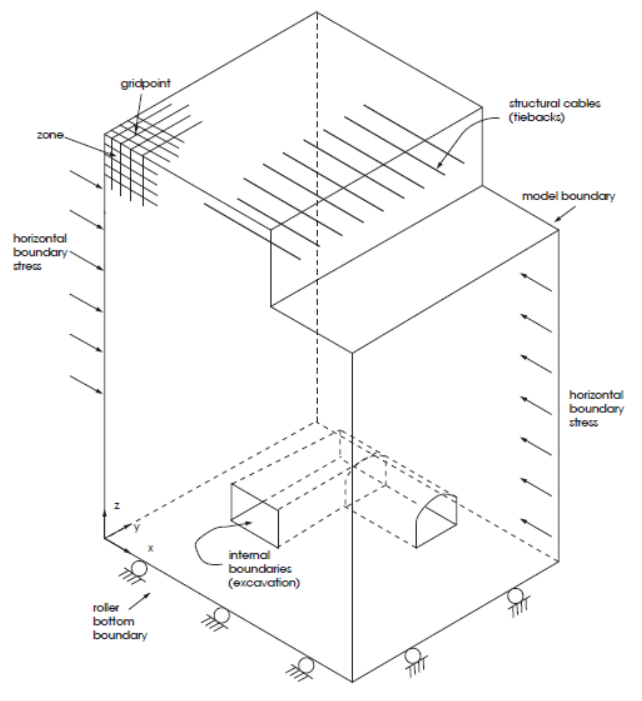 gridpoint
zone
structural cables
(tiebacks)
model boundary
horizontal
boundary
stress
horizontal
boundary
stress
z
y
x
internal
boundaries
(excavation)
roller
bottom
boundary